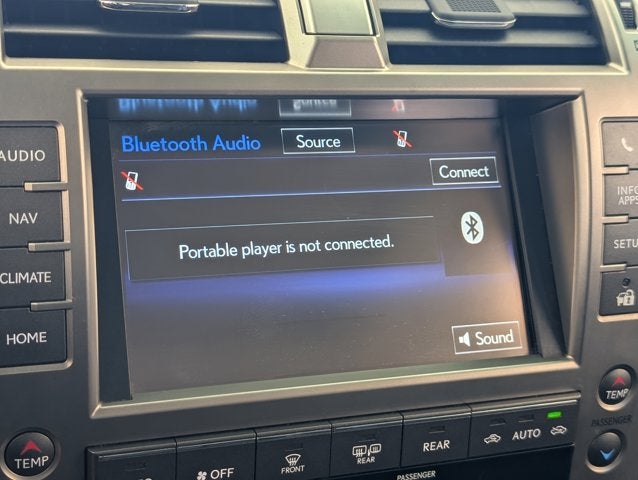 Bluetooth Audio Source
Connect
Portable player is not connected.
Sound
AUDIO
NAV
CLIMATE
HOME
TEMP
OFF
FRONT
REAR
REAR
AUTO
PASSENGER
INFO
APPS
SETU
TEMP
PASSENGER